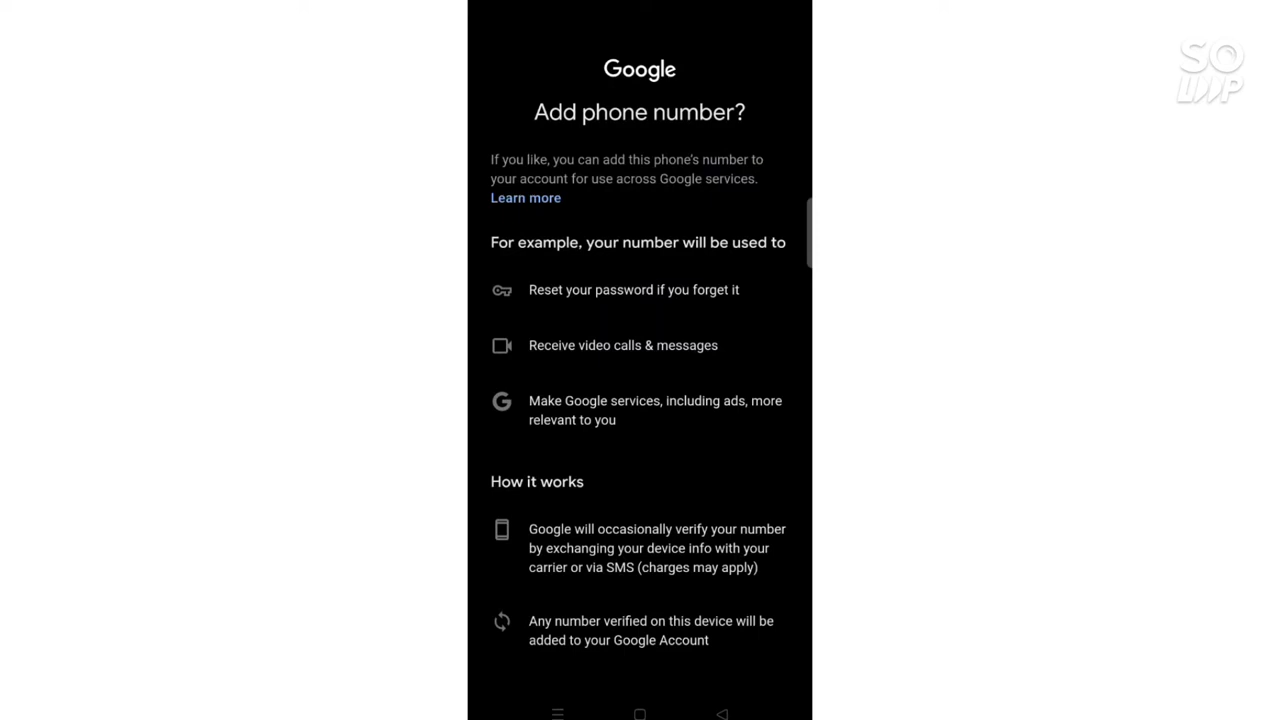 Google
Add phone number?
If you like, you can add this phone's number to
your account for use across Google services.
Learn more
For example, your number will be used to
Reset your password if you forget it
Receive video calls & messages
Make Google services, including ads, more
relevant to you
How it works
Google will occasionally verify your number
by exchanging your device info with your
carrier or via SMS (charges may apply)
Any number verified on this device will be
added to your Google Account